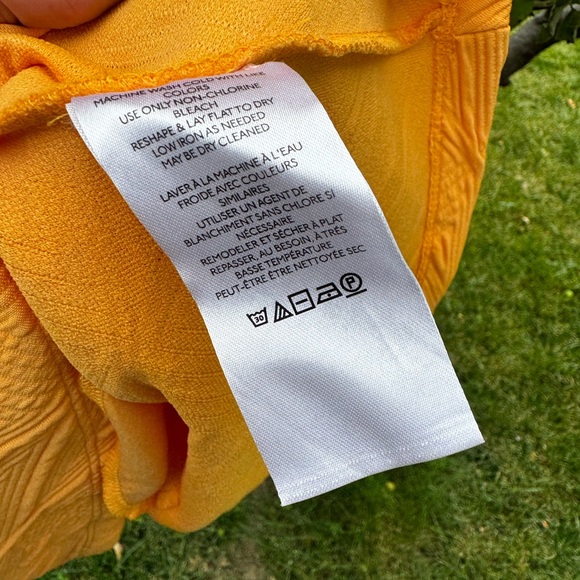 MACHINE WASH COLD WITH LIKE
COLORS
USE ONLY NON-CHLORINE
BLEACH
RESHAPE & LAY FLAT TO DRY
LOW IRON AS NEEDED
MAY BE DRY CLEANED
LAVER À LA MACHINE À L'EAU
FROIDE AVEC COULEURS
SIMILAIRES
UTILISER UN AGENT DE
BLANCHIMENT SANS CHLORE SI
NÉCESSAIRE
REMODELER ET SÉCHER À PLAT
REPASSER, AU BESOIN, À TRÈS
BASSE TEMPÉRATURE
PEUT-ÊTRE ÊTRE NETTOYÉE SEC
30 P